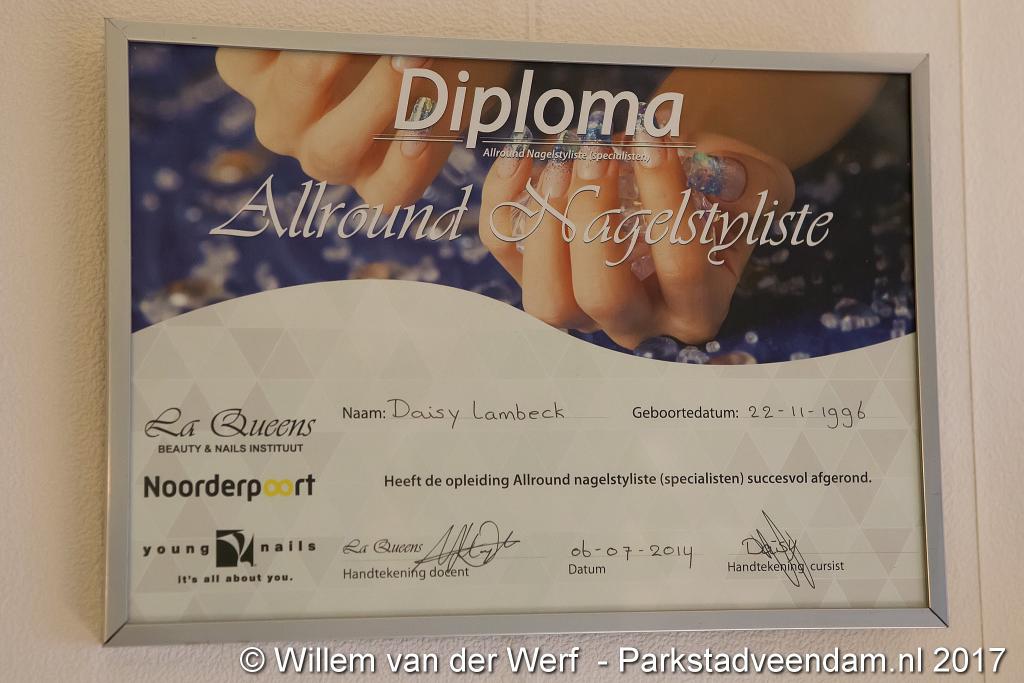 Diploma
Allround Nagelstyliste (specialisten)
Allround Nagelstyliste
La Queens
BEAUTY & NAILS INSTITUUT
Naam: Daisy Lambeck Geboortedatum: 22-11-1996
Noorderpoort
Heeft de opleiding Allround nagelstyliste (specialisten) succesvol afgerond.
young nails
it's all about you.
La Queens
Handtekening docent
06-07-2014
Datum
Daisy
Handtekening cursist
© Willem van der Werf - Parkstadveendam.nl 2017